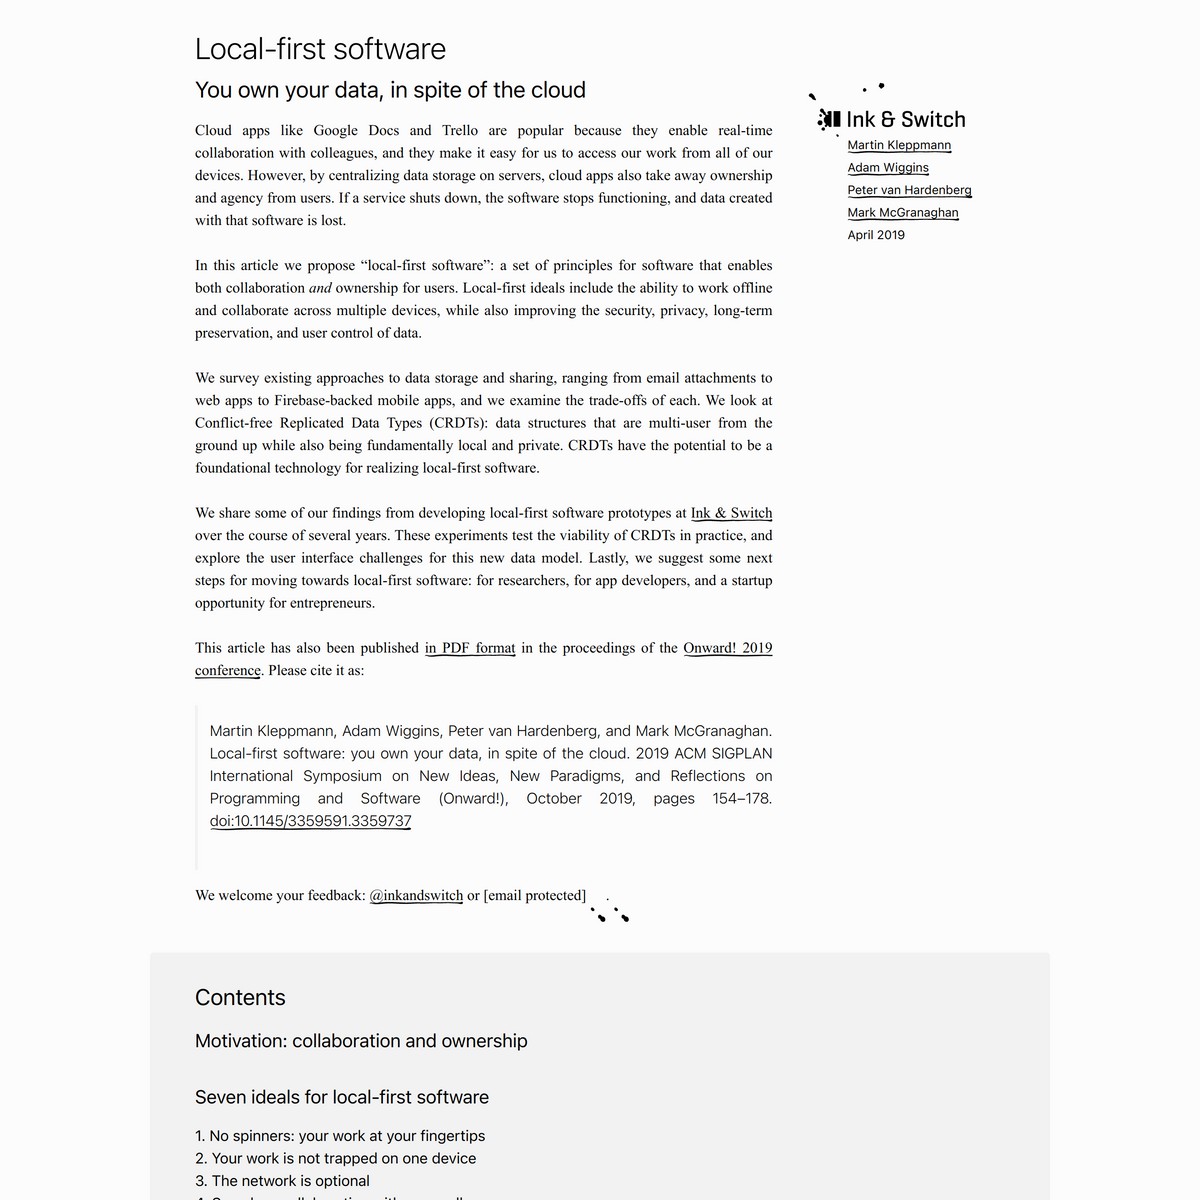 Local-first software
You own your data, in spite of the cloud
Cloud apps like Google Docs and Trello are popular because they enable real-time
collaboration with colleagues, and they make it easy for us to access our work from all of our
devices. However, by centralizing data storage on servers, cloud apps also take away ownership
and agency from users. If a service shuts down, the software stops functioning, and data created
with that software is lost.
In this article we propose “local-first software”: a set of principles for software that enables
both collaboration and ownership for users. Local-first ideals include the ability to work offline
and collaborate across multiple devices, while also improving the security, privacy, long-term
preservation, and user control of data.
We survey existing approaches to data storage and sharing, ranging from email attachments to
web apps to Firebase-backed mobile apps, and we examine the trade-offs of each. We look at
Conflict-free Replicated Data Types (CRDTs): data structures that are multi-user from the
ground up while also being fundamentally local and private. CRDTs have the potential to be a
foundational technology for realizing local-first software.
We share some of our findings from developing local-first software prototypes at Ink & Switch
over the course of several years. These experiments test the viability of CRDTs in practice, and
explore the user interface challenges for this new data model. Lastly, we suggest some next
steps for moving towards local-first software: for researchers, for app developers, and a startup
opportunity for entrepreneurs.
This article has also been published in PDF format in the proceedings of the Onward! 2019
conference. Please cite it as:
Martin Kleppmann, Adam Wiggins, Peter van Hardenberg, and Mark McGranaghan.
Local-first software: you own your data, in spite of the cloud. 2019 ACM SIGPLAN
International Symposium on New Ideas, New Paradigms, and Reflections on
Programming and Software (Onward!), October 2019, pages 154–178.
doi:10.1145/3359591.3359737
We welcome your feedback: @inkandswitch or [email protected]
Ink & Switch
Martin Kleppmann
Adam Wiggins
Peter van Hardenberg
Mark McGranaghan
April 2019
Contents
Motivation: collaboration and ownership
Seven ideals for local-first software
1. No spinners: your work at your fingertips
2. Your work is not trapped on one device
3. The network is optional